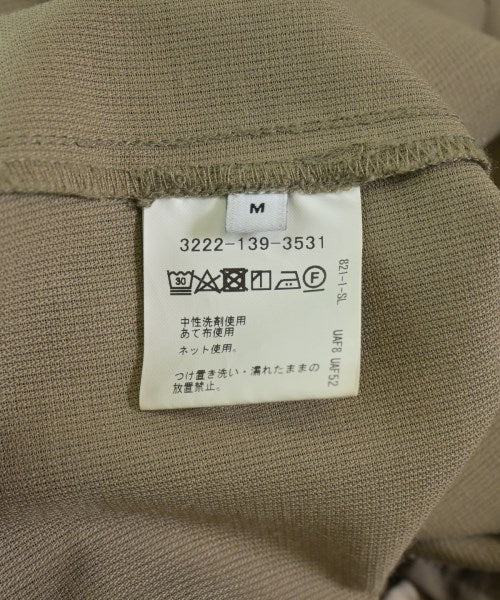 M
3222-139-3531
30
F
中性洗剤使用
あて布使用
ネット使用。
つけ置き洗い・濡れたままの
放置禁止。
821-1-SL
UAF8 UAF52